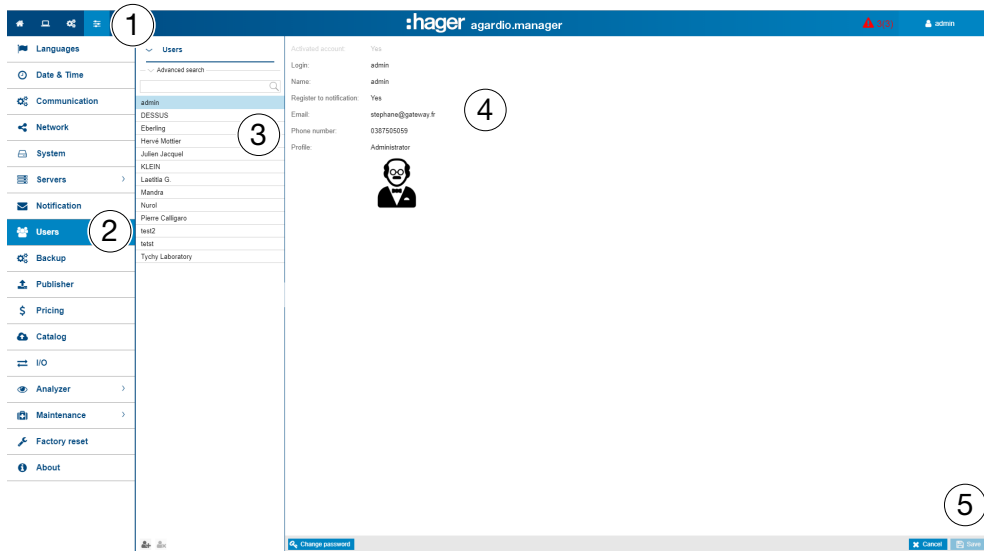 1
:hager agardio.manager
admin
Languages
Date & Time
Communication
Network
System
Servers
Notification
Users
2
Backup
Publisher
Pricing
Catalog
I/O
Analyzer
Maintenance
Factory reset
About
Users
Advanced search
admin
DESSUS
Eberling
3
Hervé Mottier
Julien Jacquel
KLEIN
Laetitia G.
Mandra
Nurol
Pierre Calligaro
test2
tetst
Tychy Laboratory
Activated account: Yes
Login: admin
Name: admin
Register to notification: Yes
Email: stephane@gateway.fr
Phone number: 0387505059
Profile: Administrator
4
5
Change password
Cancel
Save